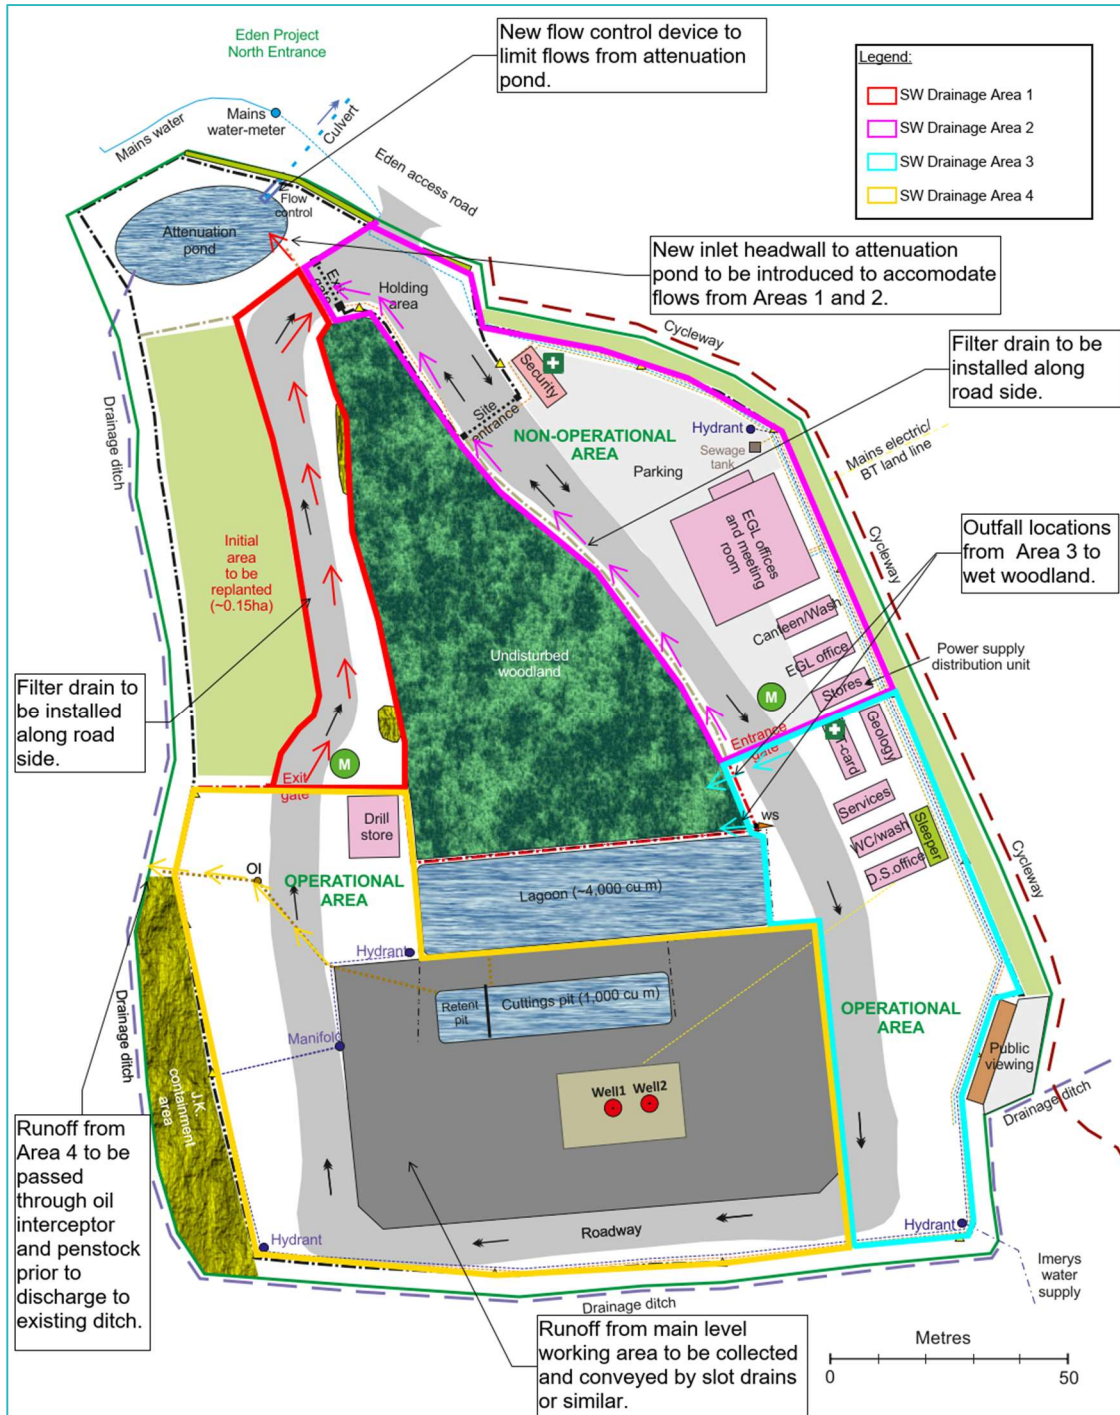 Eden Project
North Entrance
New flow control device to
limit flows from attenuation
pond.
Legend:
SW Drainage Area 1
SW Drainage Area 2
SW Drainage Area 3
SW Drainage Area 4
Mains water
Mains
water-meter
Culvert
Eden access road
Flow
control
Attenuation
pond
New inlet headwall to attenuation
pond to be introduced to accomodate
flows from Areas 1 and 2.
Holding
area
Cycleway
Security
Site
entrance
Filter drain to be
installed along
road side.
NON-OPERATIONAL
AREA
Hydrant
Sewage
tank
Parking
Mains electric/
BT land line
Drainage ditch
EGL offices
and meeting
room
Outfall locations
from Area 3 to
wet woodland.
Cycleway
Initial
area
to be
replanted
(~0.15ha)
Canteen/Wash
EGL office
Stores
Power supply
distribution unit
Undisturbed
woodland
Filter drain to
be installed
along road
side.
M
Entrance
gate
M
Exit
gate
Geology
-card
Services
WC/wash
D.S.office
Sleeper
Cycleway
ws
Drill
store
OI
OPERATIONAL
AREA
Lagoon (~4,000 cu m)
Hydrant
Retent
pit
Cuttings pit (1,000 cu m)
OPERATIONAL
AREA
Drainage ditch
Manifold
Public
viewing
Well1
Well2
J.K.
containment
area
Drainage ditch
Runoff from
Area 4 to be
passed
through oil
interceptor
and penstock
prior to
discharge to
existing ditch.
Hydrant
Roadway
Hydrant
Imerys
water
supply
Drainage ditch
Runoff from main level
working area to be collected
and conveyed by slot drains
or similar.
Metres
0
50